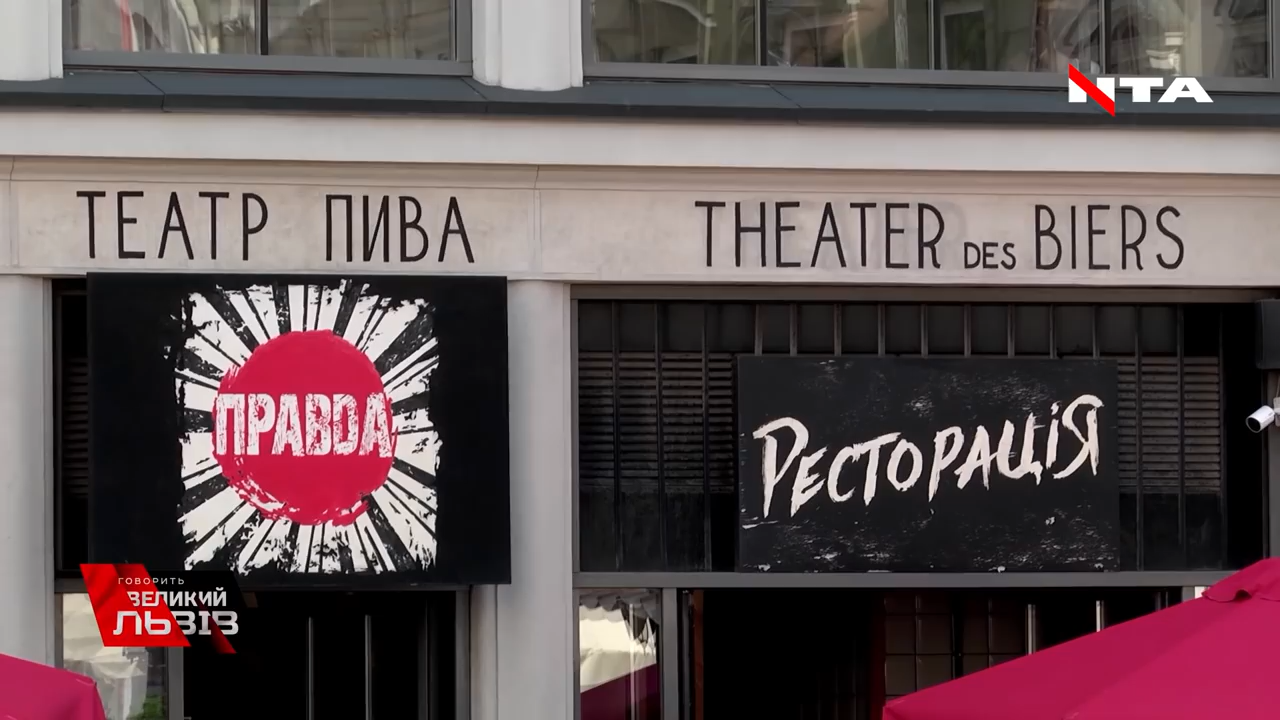 NTA
ТЕАТР ПИВА
THEATER DES BIERS
ПРАВДА
РЕСТОРАЦІЯ
ГОВОРИТЬ
ВЕЛИКИЙ
ЛЬВІВ